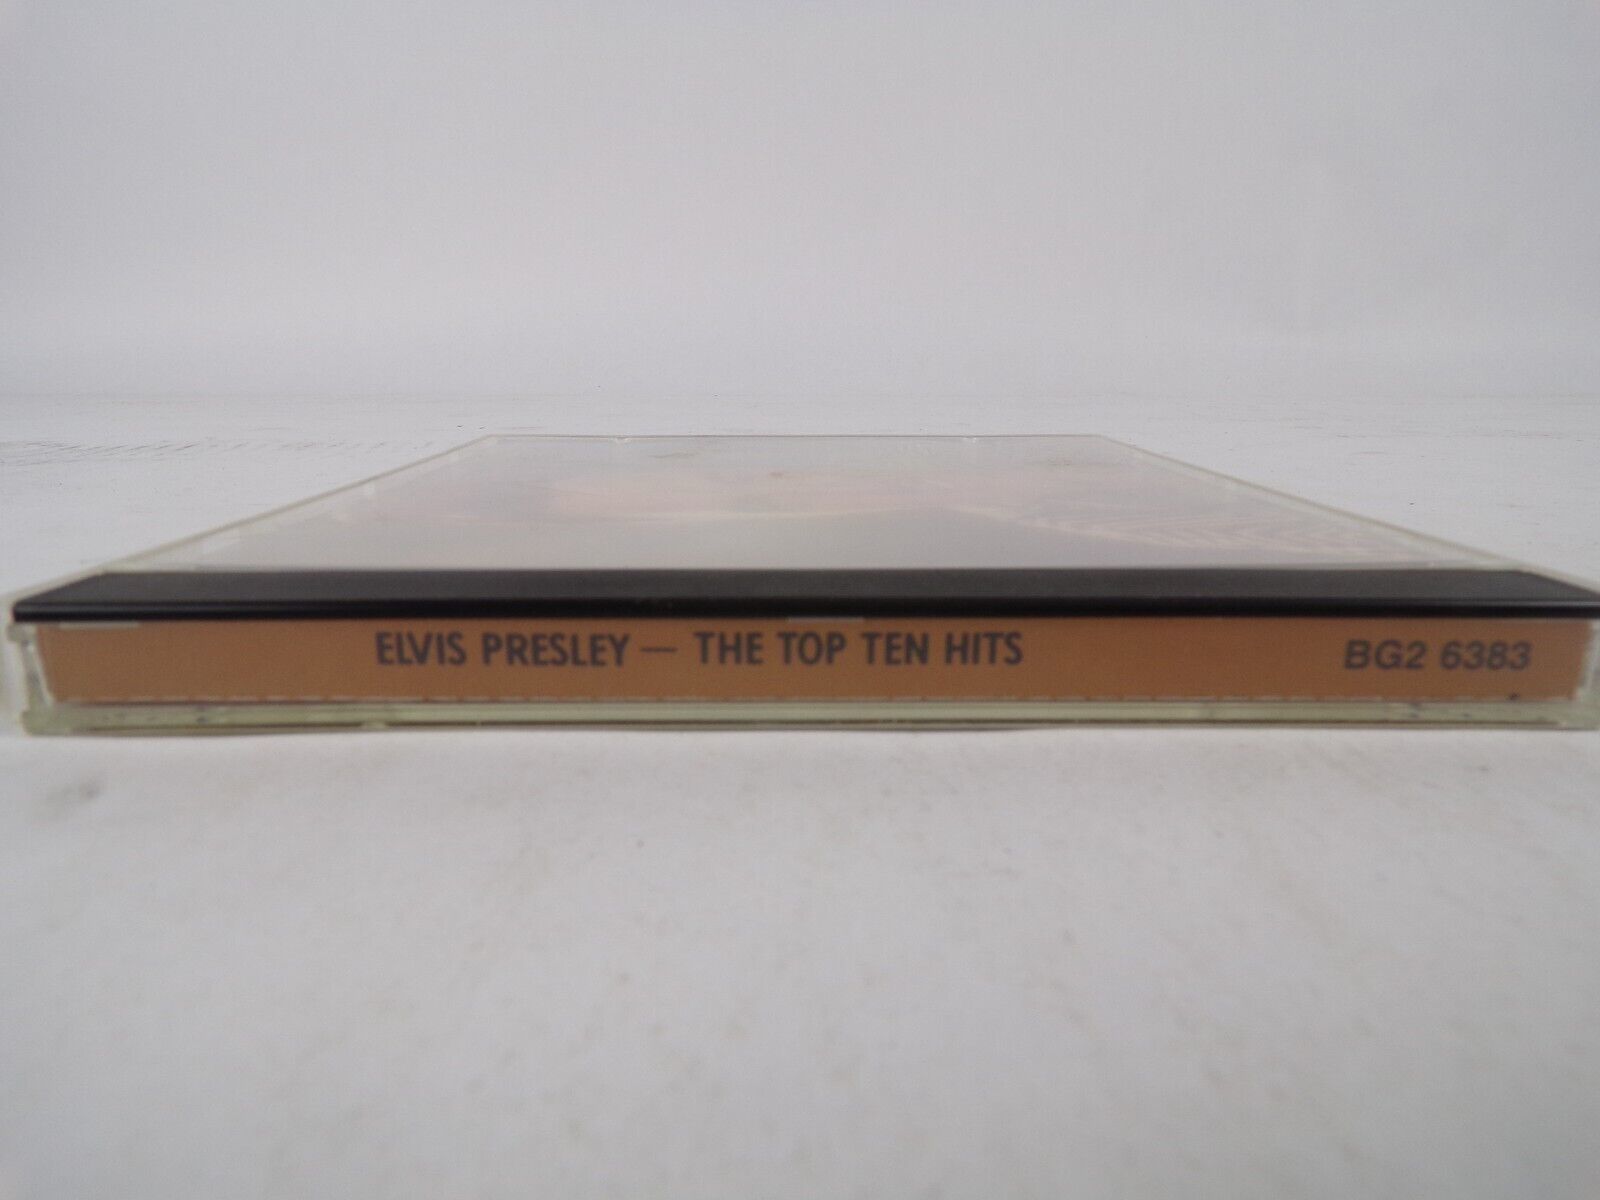 ELVIS PRESLEY — THE TOP TEN HITS BG2 6383